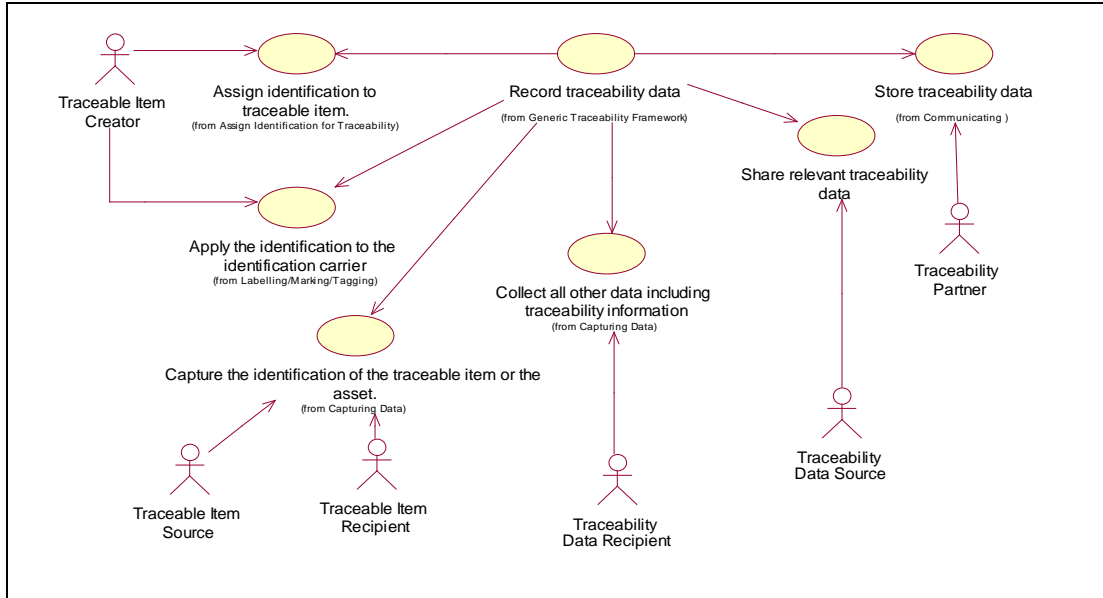 Traceable Item
Creator
Assign identification to
traceable item.
(from Assign Identification for Traceability)
Record traceability data
(from Generic Traceability Framework)
Store traceability data
(from Communicating )
Share relevant traceability
data
Apply the identification to the
identification carrier
(from Labelling/Marking/Tagging)
Traceability
Partner
Collect all other data including
traceability information
(from Capturing Data)
Capture the identification of the traceable item or the
asset.
(from Capturing Data)
Traceability
Data Source
Traceable Item
Source
Traceable Item
Recipient
Traceability
Data Recipient